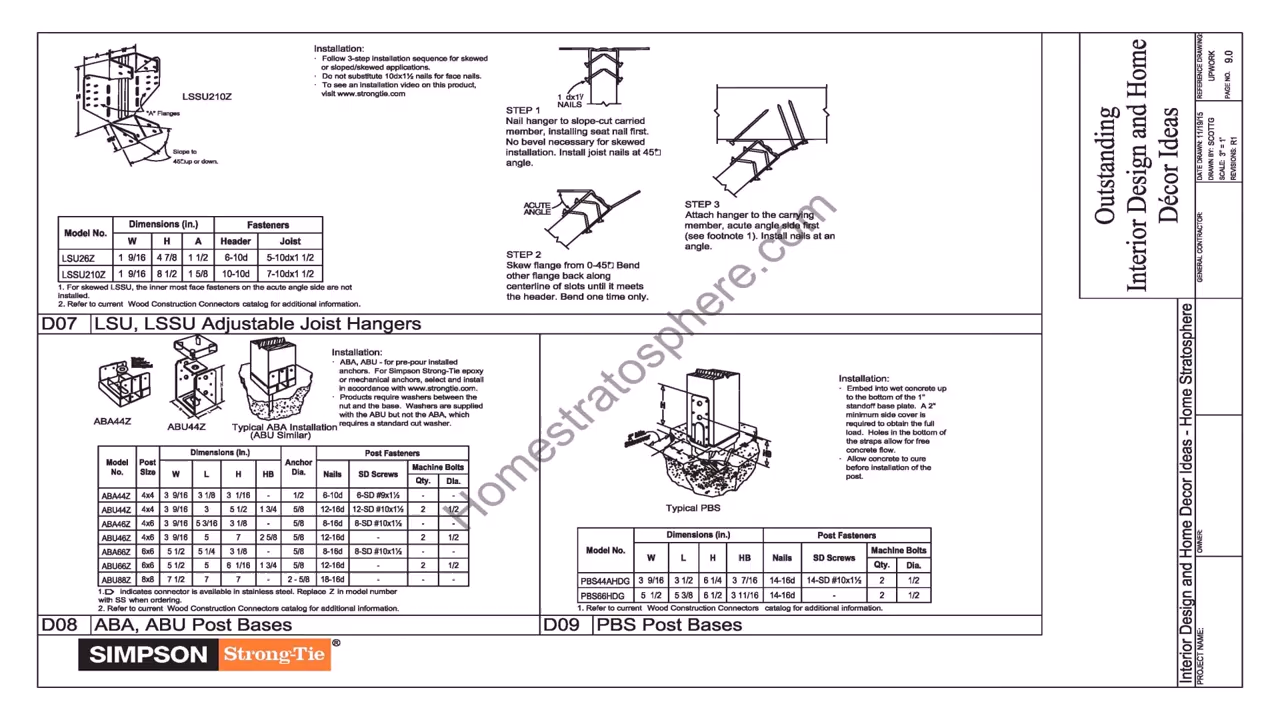 Installation:
· Follow 3-step installation sequence for skewed
or sloped/skewed applications.
· Do not substitute 10dx1½ nails for face nails.
· To see an installation video on this product,
visit www.strongtie.com
A
H
W
LSSU210Z
"A" Flanges
Slope to
45° up or down.
Model No. Dimensions (in.) Fasteners
W H A Header Joist
LSU26Z 1 9/16 4 7/8 1 1/2 6-10d 5-10dx1 1/2
LSSU210Z 1 9/16 8 1/2 1 5/8 10-10d 7-10dx1 1/2
1. For skewed LSSU, the inner most face fasteners on the acute angle side are not
installed.
2. Refer to current Wood Construction Connectors catalog for additional information.
NAILS
STEP 1
Nail hanger to slope-cut carried
member, installing seat nail first.
No bevel necessary for skewed
installation. Install joist nails at 45
angle.
ACUTE
ANGLE
STEP 2
Skew flange from 0-45 Bend
other flange back along
centerline of slots until it meets
the header. Bend one time only.
STEP 3
Attach hanger to the carrying
member, acute angle side first
(see footnote 1). Install nails at an
angle.
D07 LSU, LSSU Adjustable Joist Hangers
ABA44Z
ABU44Z
Typical ABA Installation
(ABU Similar)
Installation:
· ABA, ABU - for pre-pour installed
anchors. For Simpson Strong-Tie epoxy
or mechanical anchors, select and install
in accordance with www.strongtie.com.
· Products require washers between the
nut and the base. Washers are supplied
with the ABU but not the ABA, which
requires a standard cut washer.
Model No. Post Size Dimensions (in.) Anchor Dia. Post Fasteners
W L H HB Nails SD Screws Machine Bolts
Qty. Dia.
ABA44Z 4x4 3 9/16 3 1/8 3 1/16 - 1/2 6-10d 6-SD #9x1½ - -
ABU44Z 4x4 3 9/16 3 5 1/2 1 3/4 5/8 12-16d 12-SD #10x1½ 2 1/2
ABA46Z 4x6 3 9/16 5 3/16 3 1/8 - 5/8 8-16d 8-SD #10x1½ - -
ABU46Z 4x6 3 9/16 5 7 2 5/8 5/8 12-16d - 2 1/2
ABA66Z 6x6 5 1/2 5 1/4 3 1/8 - 5/8 8-16d 8-SD #10x1½ - -
ABU66Z 6x6 5 1/2 5 6 1/16 1 3/4 5/8 12-16d - 2 1/2
ABU88Z 8x8 7 1/2 7 7 - 2 - 5/8 18-16d - - -
1. indicates connector is available in stainless steel. Replace Z in model number
with SS when ordering.
2. Refer to current Wood Construction Connectors catalog for additional information.
D08 ABA, ABU Post Bases
H
HB
Typical PBS
Installation:
· Embed into wet concrete up
to the bottom of the 1"
standoff base plate. A 2"
minimum side cover is
required to obtain the full
load. Holes in the bottom of
the straps allow for free
concrete flow.
· Allow concrete to cure
before installation of the
post.
Model No. Dimensions (in.) Post Fasteners
W L H HB Nails SD Screws Machine Bolts
Qty. Dia.
PBS44AHDG 3 9/16 3 1/2 6 1/4 3 7/16 14-16d 14-SD #10x1½ 2 1/2
PBS66HDG 5 1/2 5 3/8 6 1/2 3 11/16 14-16d - 2 1/2
1. Refer to current Wood Construction Connectors catalog for additional information.
D09 PBS Post Bases
SIMPSON Strong-Tie ®
Homestratosphere.com
Outstanding
Interior Design and Home
Décor Ideas
REFERENCE DRAWING:
UPWORK
PAGE NO. 9.0
DATE DRAWN: 11/19/15
DRAWN BY: SCOTTG
SCALE: 3" = 1"
REVISIONS: R1
GENERAL CONTRACTOR:
OWNER:
PROJECT NAME:
Interior Design and Home Decor Ideas - Home Stratosphere